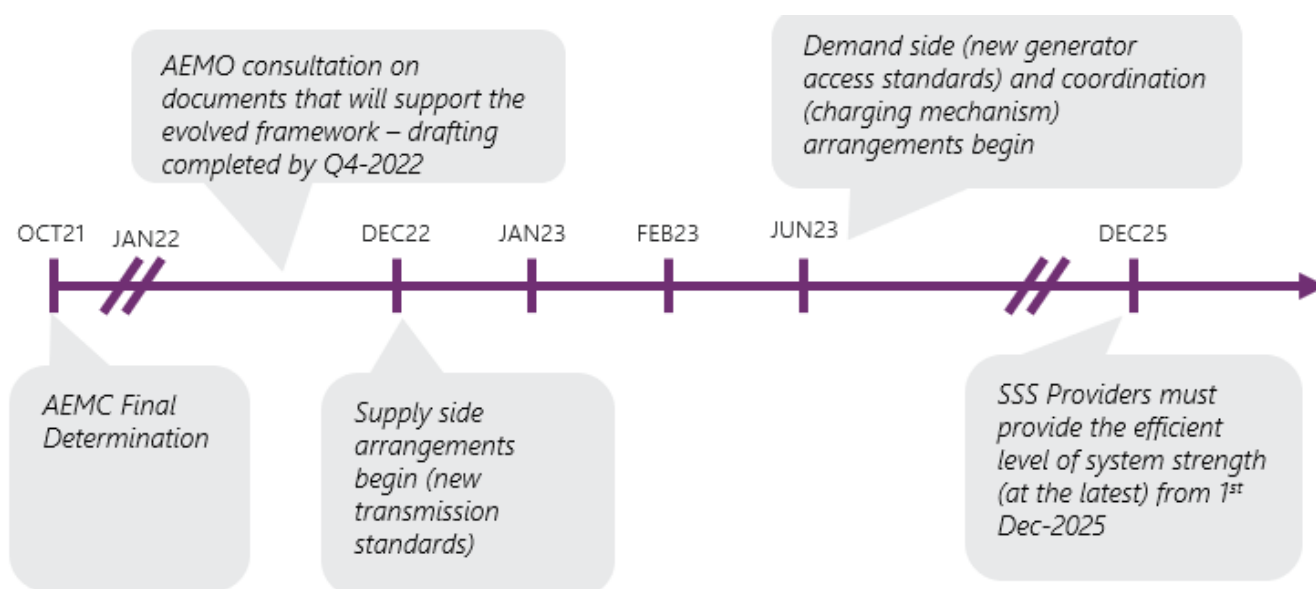 AEMO consultation on
documents that will support the
evolved framework – drafting
completed by Q4-2022
Demand side (new generator
access standards) and coordination
(charging mechanism)
arrangements begin
OCT21
JAN22
DEC22
JAN23
FEB23
JUN23
DEC25
AEMC Final
Determination
Supply side
arrangements
begin (new
transmission
standards)
SSS Providers must
provide the efficient
level of system strength
(at the latest) from 1st
Dec-2025